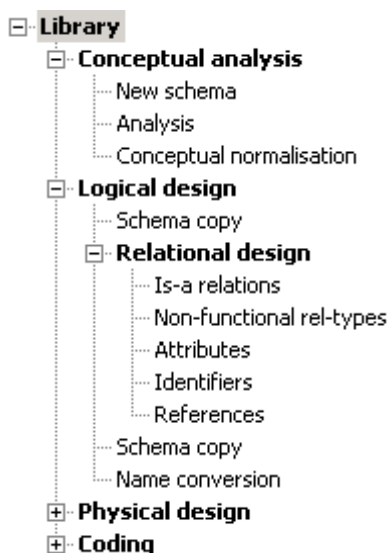 Library
Conceptual analysis
New schema
Analysis
Conceptual normalisation
Logical design
Schema copy
Relational design
Is-a relations
Non-functional rel-types
Attributes
Identifiers
References
Schema copy
Name conversion
Physical design
Coding